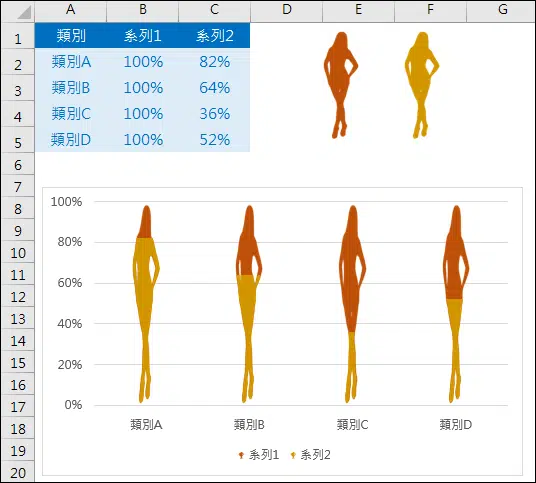 A B C D E F G
1 類別 系列1 系列2
2 類別A 100% 82%
3 類別B 100% 64%
4 類別C 100% 36%
5 類別D 100% 52%
6
7
8 100%
9
10 80%
11
12 60%
13
14 40%
15
16 20%
17
18 0%
類別A 類別B 類別C 類別D
19
系列1 系列2
20